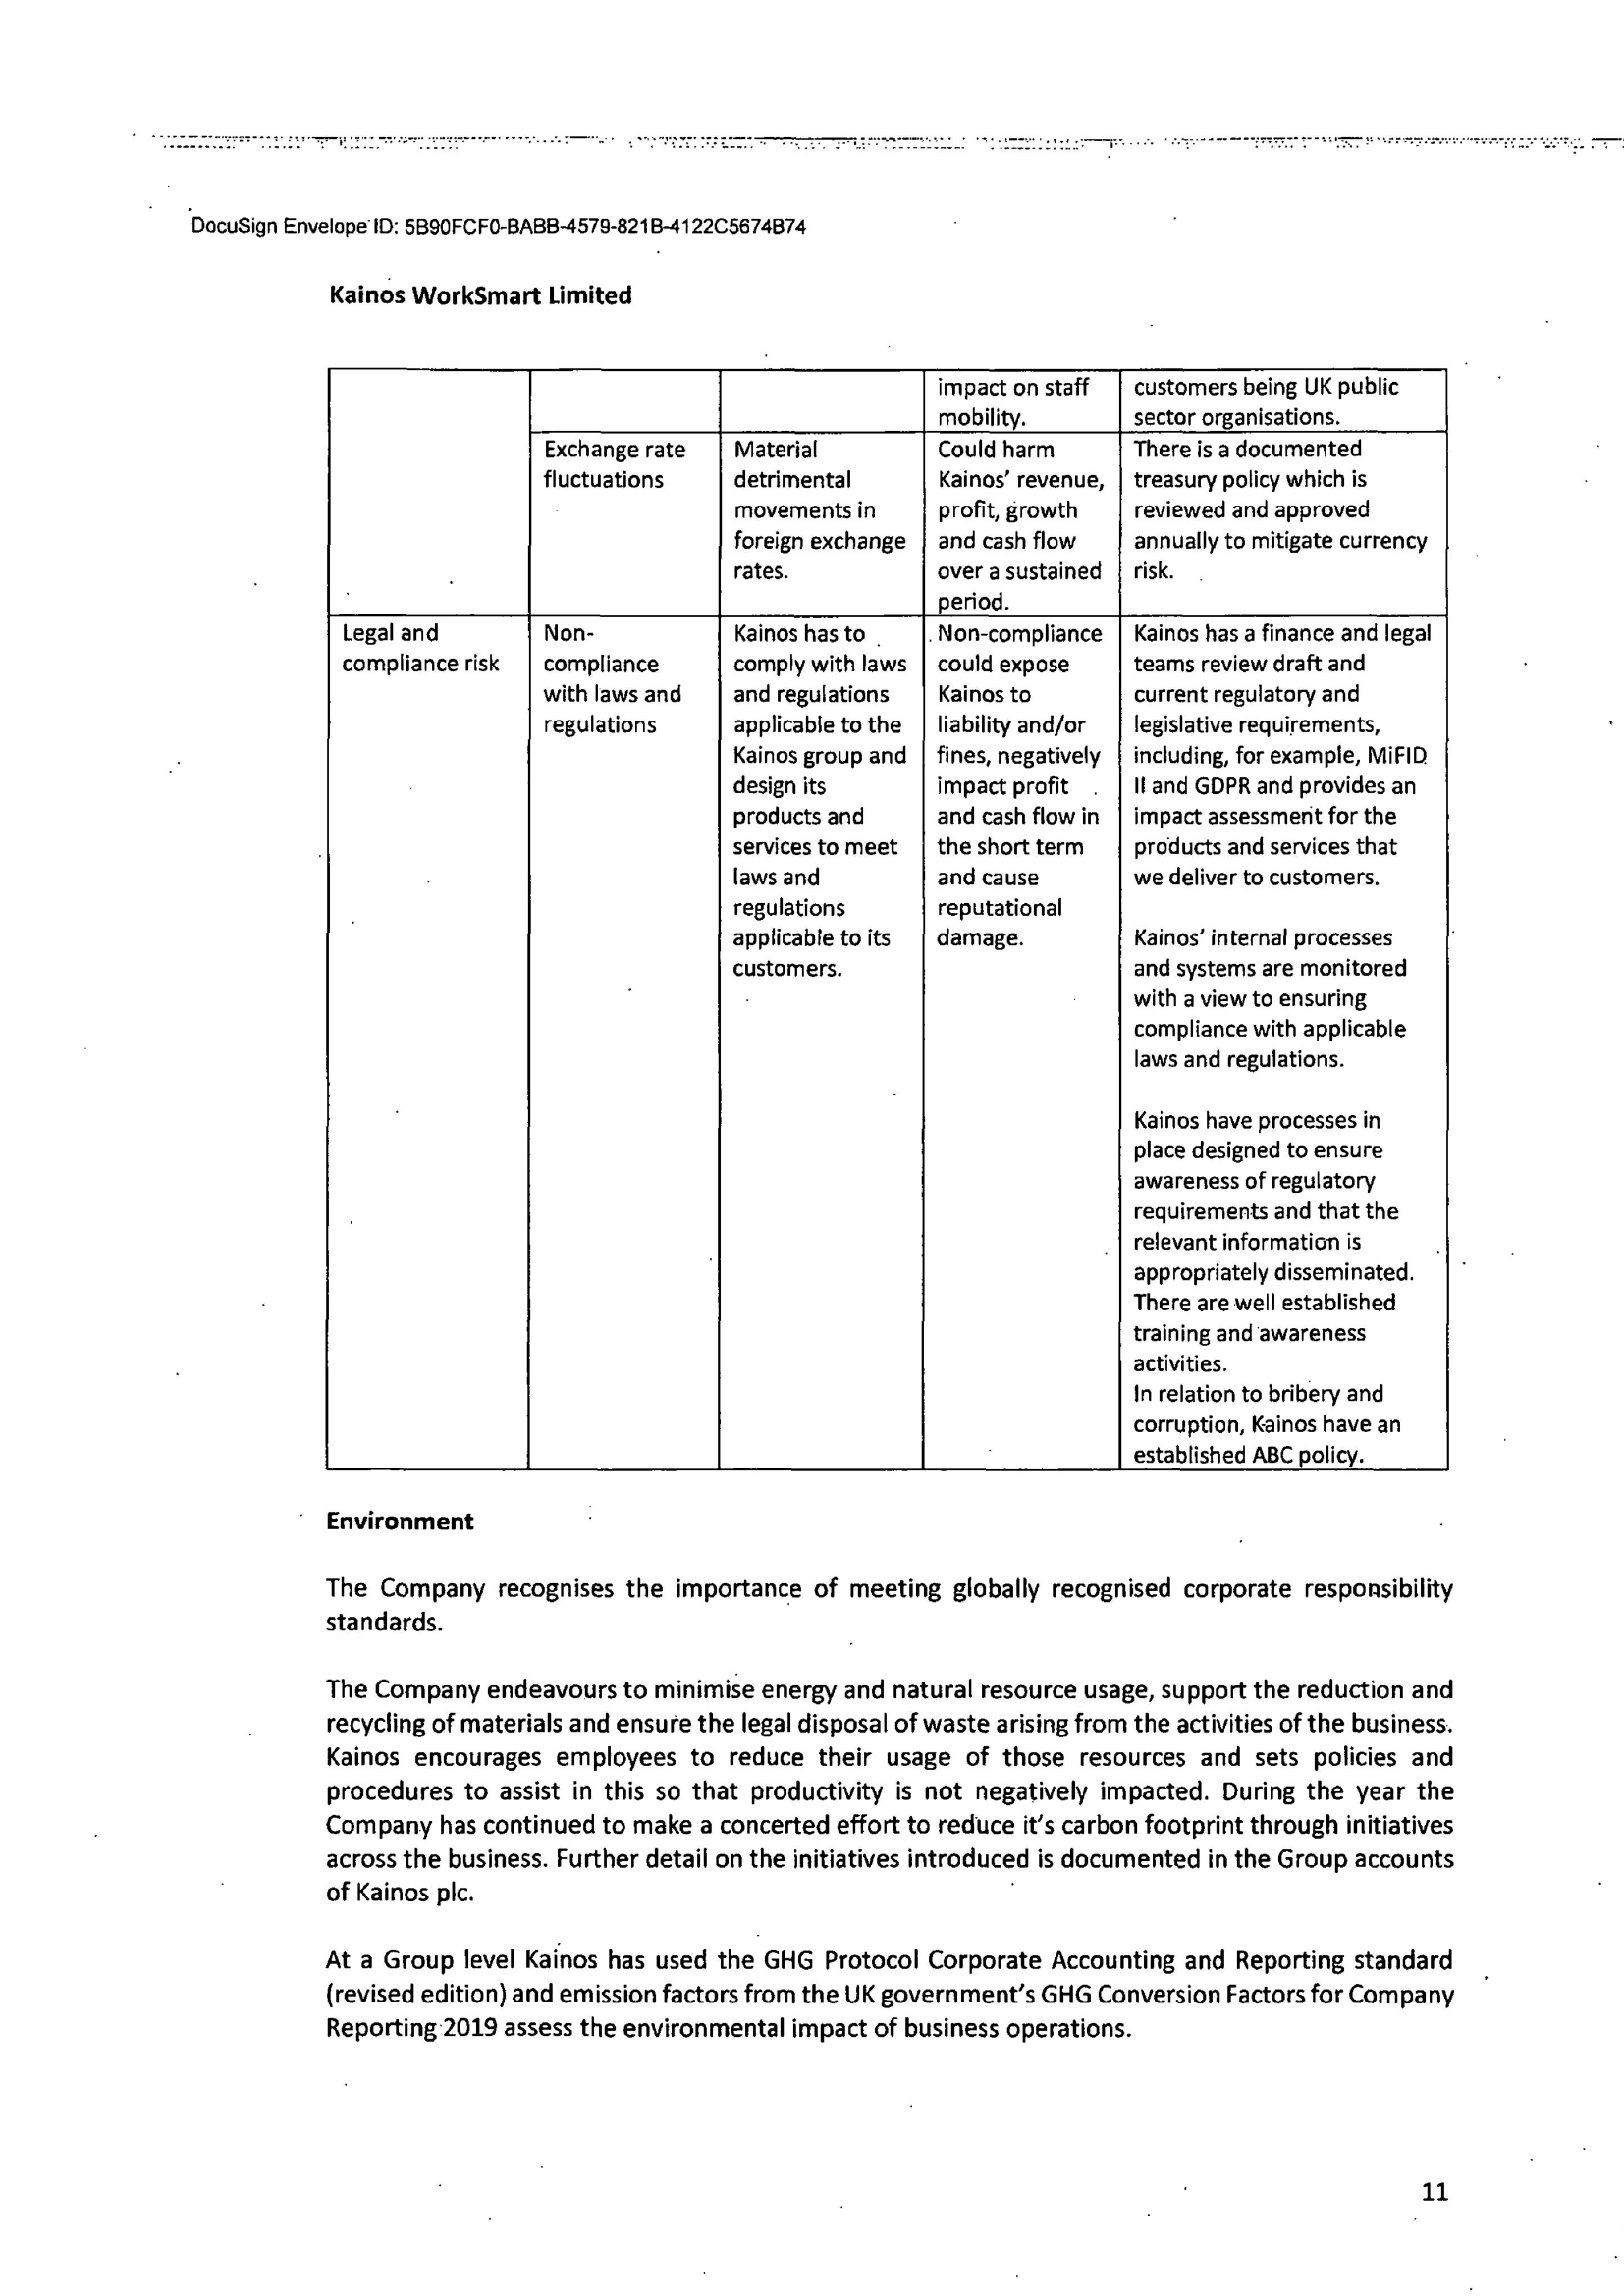 DocuSign Envelope ID: 5B90FCF0-BABB-4579-821B-4122C5674B74
Kainos WorkSmart Limited
impact on staff
mobility.
customers being UK public
sector organisations.
Exchange rate
fluctuations
Material
detrimental
movements in
foreign exchange
rates.
Could harm
Kainos' revenue,
profit, growth
and cash flow
over a sustained
period.
There is a documented
treasury policy which is
reviewed and approved
annually to mitigate currency
risk.
Legal and
compliance risk
Non-
compliance
with laws and
regulations
Kainos has to
comply with laws
and regulations
applicable to the
Kainos group and
design its
products and
services to meet
laws and
regulations
applicable to its
customers.
Non-compliance
could expose
Kainos to
liability and/or
fines, negatively
impact profit
and cash flow in
the short term
and cause
reputational
damage.
Kainos has a finance and legal
teams review draft and
current regulatory and
legislative requirements,
including, for example, MiFID
II and GDPR and provides an
impact assessment for the
products and services that
we deliver to customers.
Kainos' internal processes
and systems are monitored
with a view to ensuring
compliance with applicable
laws and regulations.
Kainos have processes in
place designed to ensure
awareness of regulatory
requirements and that the
relevant information is
appropriately disseminated.
There are well established
training and awareness
activities.
In relation to bribery and
corruption, Kainos have an
established ABC policy.
Environment
The Company recognises the importance of meeting globally recognised corporate responsibility
standards.
The Company endeavours to minimise energy and natural resource usage, support the reduction and
recycling of materials and ensure the legal disposal of waste arising from the activities of the business.
Kainos encourages employees to reduce their usage of those resources and sets policies and
procedures to assist in this so that productivity is not negatively impacted. During the year the
Company has continued to make a concerted effort to reduce it's carbon footprint through initiatives
across the business. Further detail on the initiatives introduced is documented in the Group accounts
of Kainos plc.
At a Group level Kainos has used the GHG Protocol Corporate Accounting and Reporting standard
(revised edition) and emission factors from the UK government's GHG Conversion Factors for Company
Reporting 2019 assess the environmental impact of business operations.
11